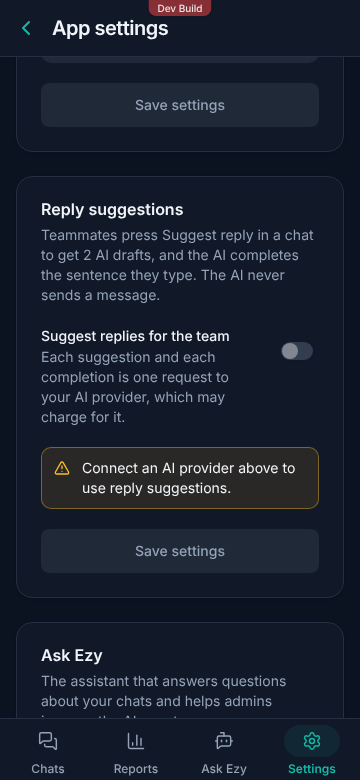 Dev Build
App settings
Save settings
Reply suggestions
Teammates press Suggest reply in a chat
to get 2 AI drafts, and the AI completes
the sentence they type. The AI never
sends a message.
Suggest replies for the team
Each suggestion and each
completion is one request to
your AI provider, which may
charge for it.
Connect an AI provider above to
use reply suggestions.
Save settings
Ask Ezy
The assistant that answers questions
about your chats and helps admins
Chats
Reports
Ask Ezy
Settings